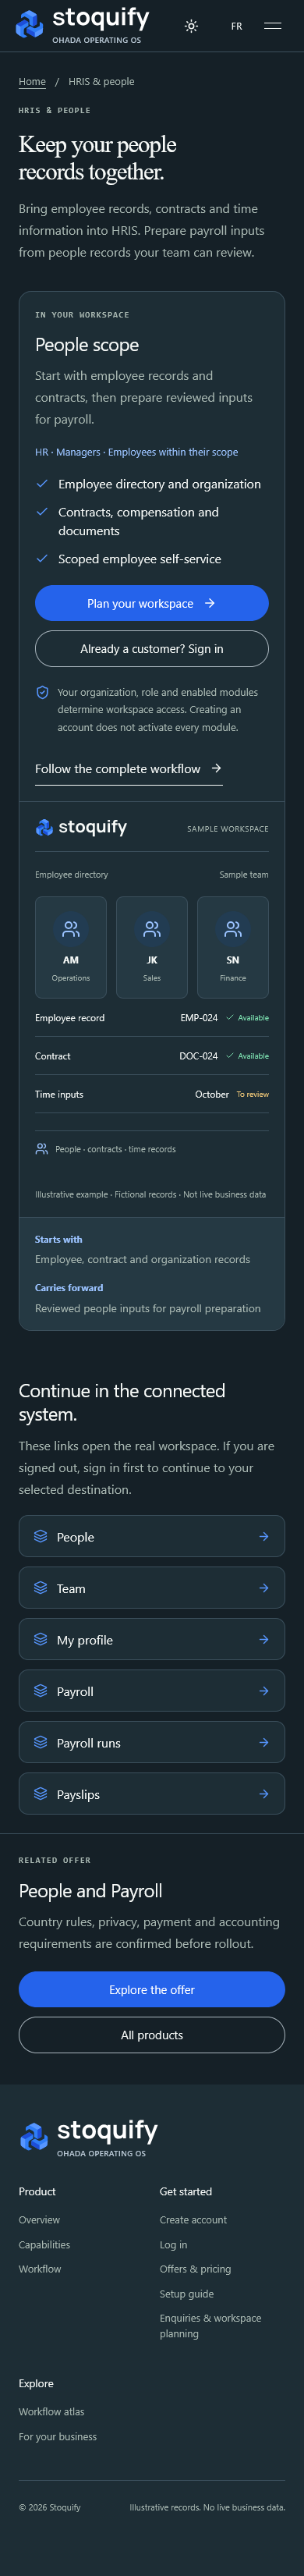 stoquify
OHADA OPERATING OS
FR
Home / HRIS & people
HRIS & PEOPLE
Keep your people
records together.
Bring employee records, contracts and time
information into HRIS. Prepare payroll inputs
from people records your team can review.
IN YOUR WORKSPACE
People scope
Start with employee records and
contracts, then prepare reviewed inputs
for payroll.
HR · Managers · Employees within their scope
Employee directory and organization
Contracts, compensation and
documents
Scoped employee self-service
Plan your workspace
Already a customer? Sign in
Your organization, role and enabled modules
determine workspace access. Creating an
account does not activate every module.
Follow the complete workflow
stoquify SAMPLE WORKSPACE
Employee directory Sample team
AM JK SN
Operations Sales Finance
Employee record EMP-024 Available
Contract DOC-024 Available
Time inputs October To review
People · contracts · time records
Illustrative example · Fictional records · Not live business data
Starts with
Employee, contract and organization records
Carries forward
Reviewed people inputs for payroll preparation
Continue in the connected
system.
These links open the real workspace. If you are
signed out, sign in first to continue to your
selected destination.
People
Team
My profile
Payroll
Payroll runs
Payslips
RELATED OFFER
People and Payroll
Country rules, privacy, payment and accounting
requirements are confirmed before rollout.
Explore the offer
All products
stoquify
OHADA OPERATING OS
Product
Overview
Capabilities
Workflow
Get started
Create account
Log in
Offers & pricing
Setup guide
Enquiries & workspace
planning
Explore
Workflow atlas
For your business
© 2026 Stoquify Illustrative records. No live business data.